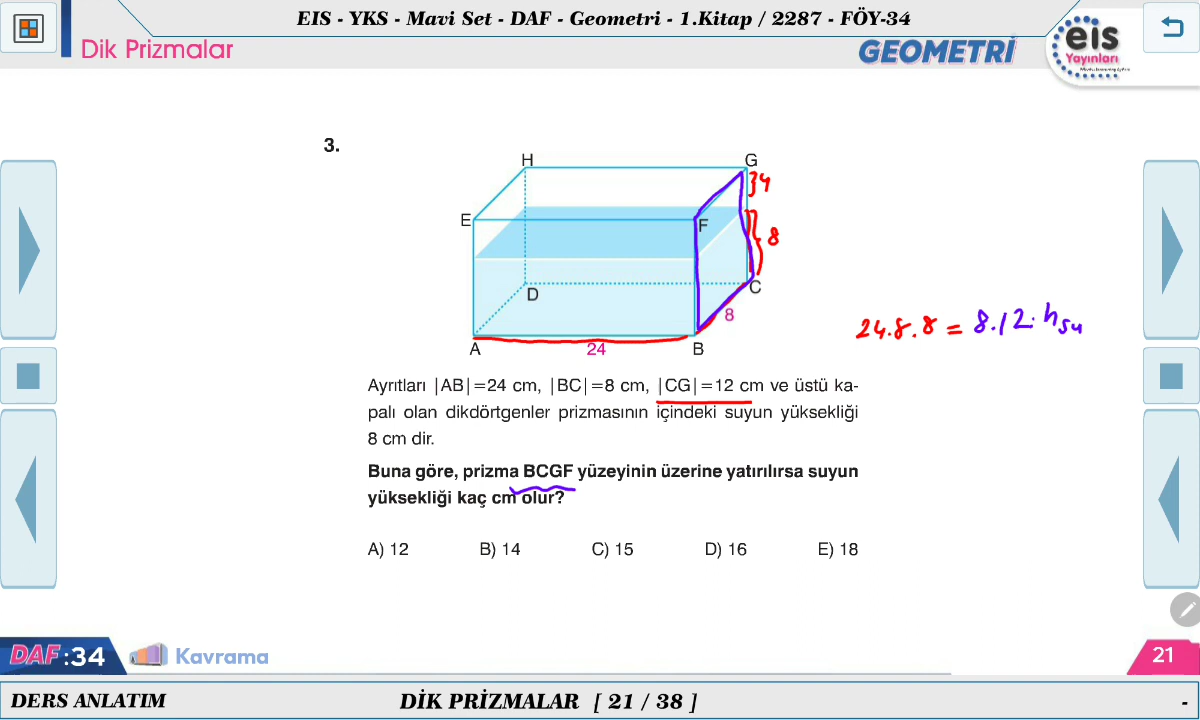 EIS - YKS - Mavi Set - DAF - Geometri - 1.Kitap / 2287 - FÖY-34
Dik Prizmalar
GEOMETRİ
eis
Yayınları
3.
H
G
4
E
F
8
D
C
8
24.8.8 = 8.12.hsu
A
24
B
Ayrıtları |AB|=24 cm, |BC|=8 cm, |CG|=12 cm ve üstü ka-
palı olan dikdörtgenler prizmasının içindeki suyun yüksekliği
8 cm dir.
Buna göre, prizma BCGF yüzeyinin üzerine yatırılırsa suyun
yüksekliği kaç cm olur?
A) 12 B) 14 C) 15 D) 16 E) 18
DAF:34
Kavrama
21
DERS ANLATIM
DİK PRİZMALAR [ 21 / 38 ]
-